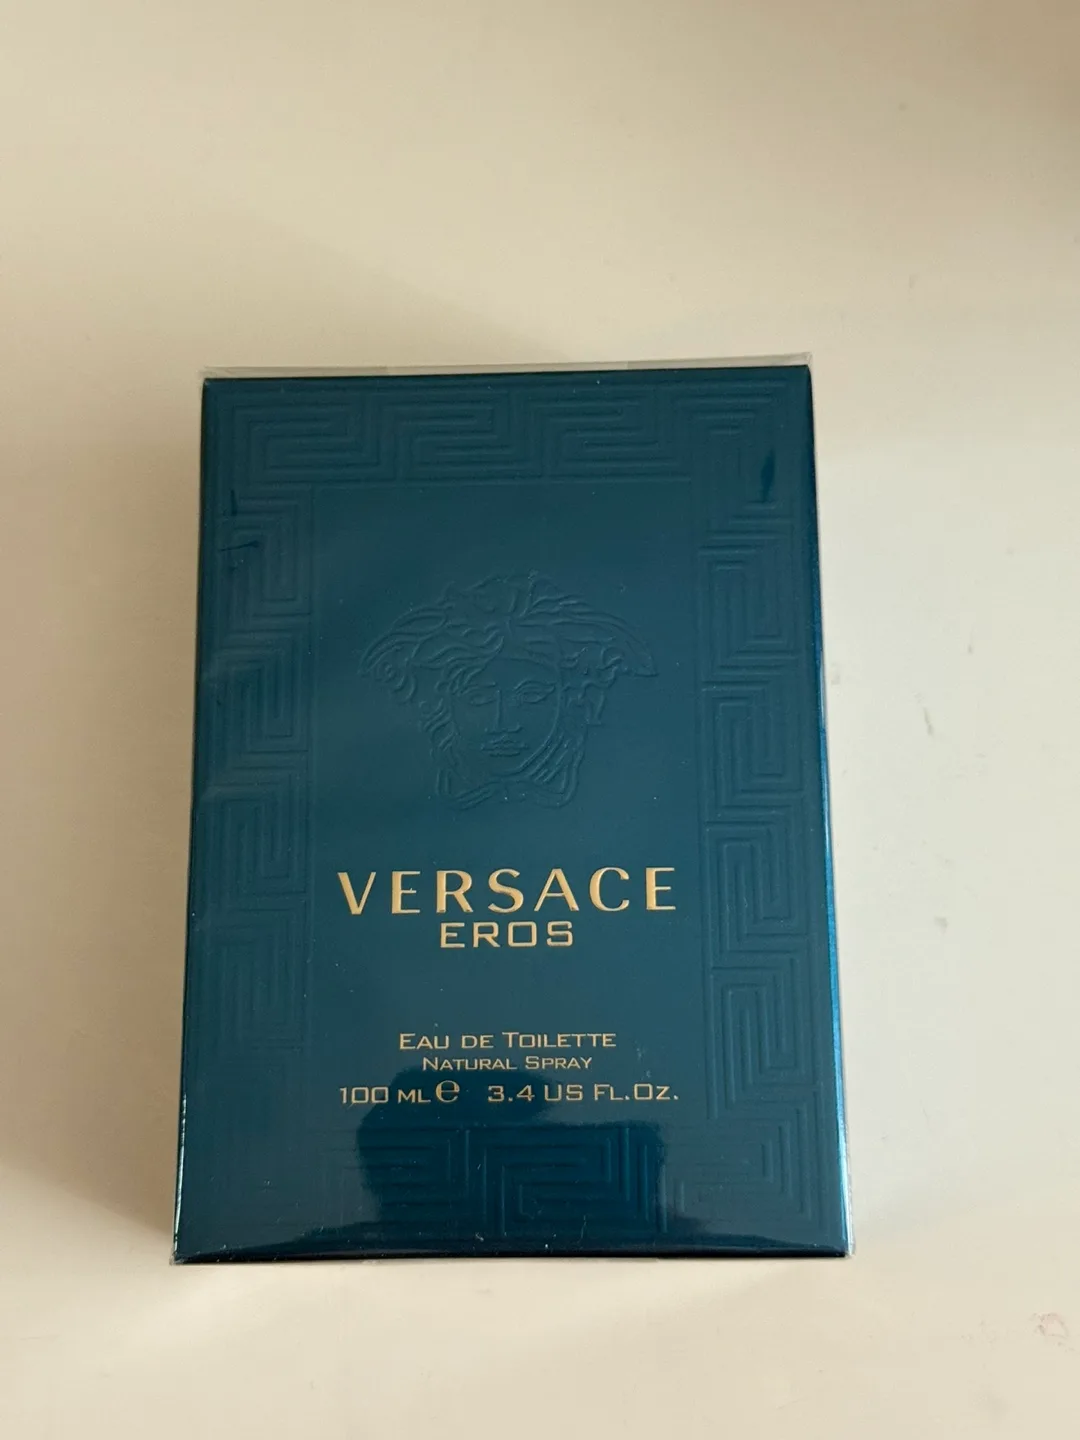 VERSACE
EROS
EAU DE TOILETTE
NATURAL SPRAY
100 ML ℮ 3.4 US FL.OZ.